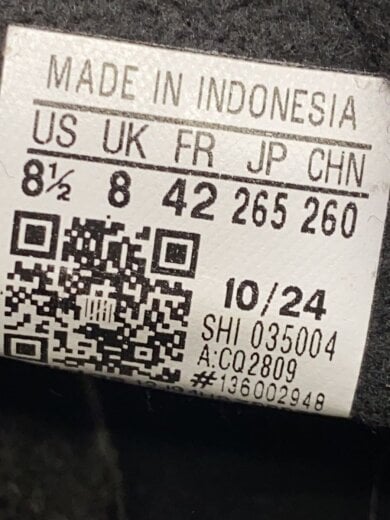 MADE IN INDONESIA
US UK FR JP CHN
8½ 8 42 265 260
10/24
SHI 035004
A:CQ2809
#136002948